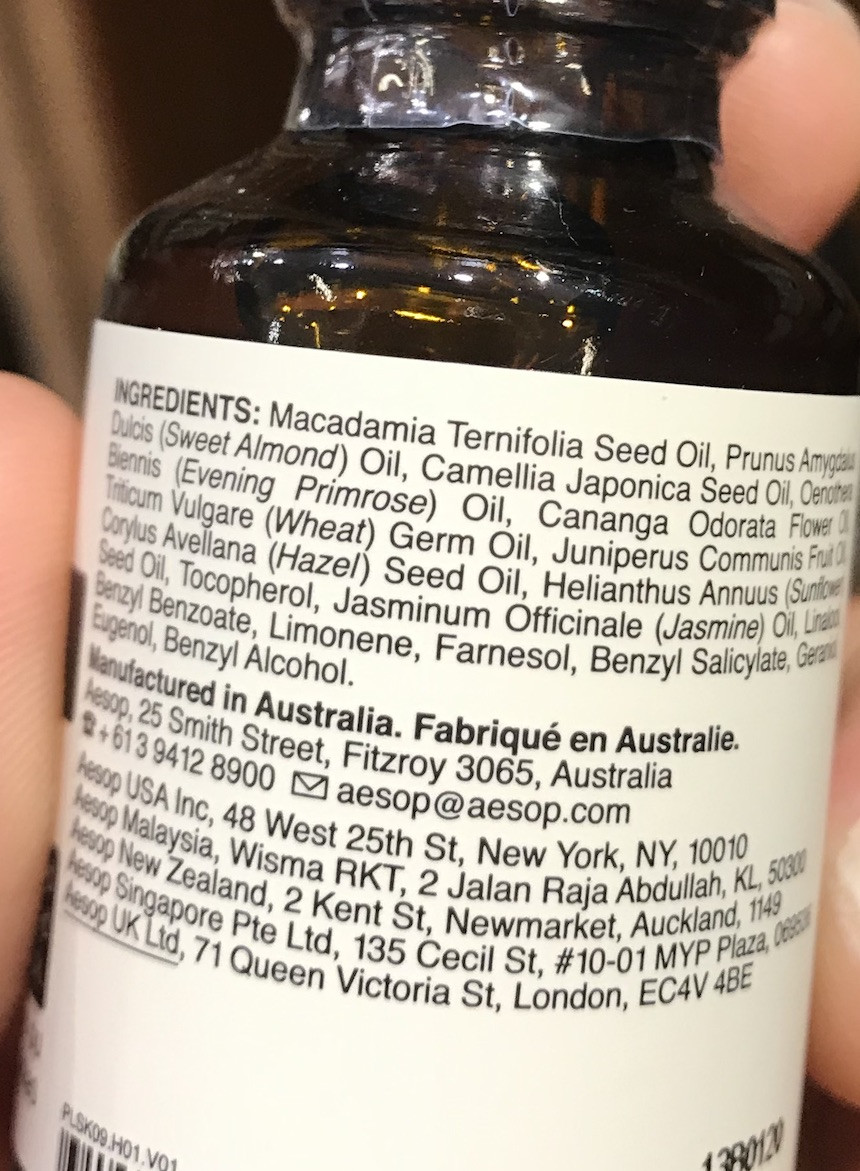 INGREDIENTS: Macadamia Ternifolia Seed Oil, Prunus
Dulcis (Sweet Almond) Oil, Camellia Japonica Seed Oil,
Biennis (Evening Primrose) Oil, Cananga Odorata Flower
Triticum Vulgare (Wheat) Germ Oil, Juniperus Communis Fruit
Corylus Avellana (Hazel) Seed Oil, Helianthus Annuus (Sunflower
Seed Oil, Tocopherol, Jasminum Officinale (Jasmine) Oil,
Benzyl Benzoate, Limonene, Farnesol, Benzyl Salicylate,
Eugenol, Benzyl Alcohol.
Manufactured in Australia. Fabriqué en Australie.
Aesop, 25 Smith Street, Fitzroy 3065, Australia
☎ +61 3 9412 8900 ✉ aesop@aesop.com
Aesop USA Inc, 48 West 25th St, New York, NY, 10010
Aesop Malaysia, Wisma RKT, 2 Jalan Raja Abdullah, KL, 50300
Aesop New Zealand, 2 Kent St, Newmarket, Auckland, 1149
Aesop Singapore Pte Ltd, 135 Cecil St, #10-01 MYP Plaza,
Aesop UK Ltd, 71 Queen Victoria St, London, EC4V 4BE
PLSK09.H01.V01